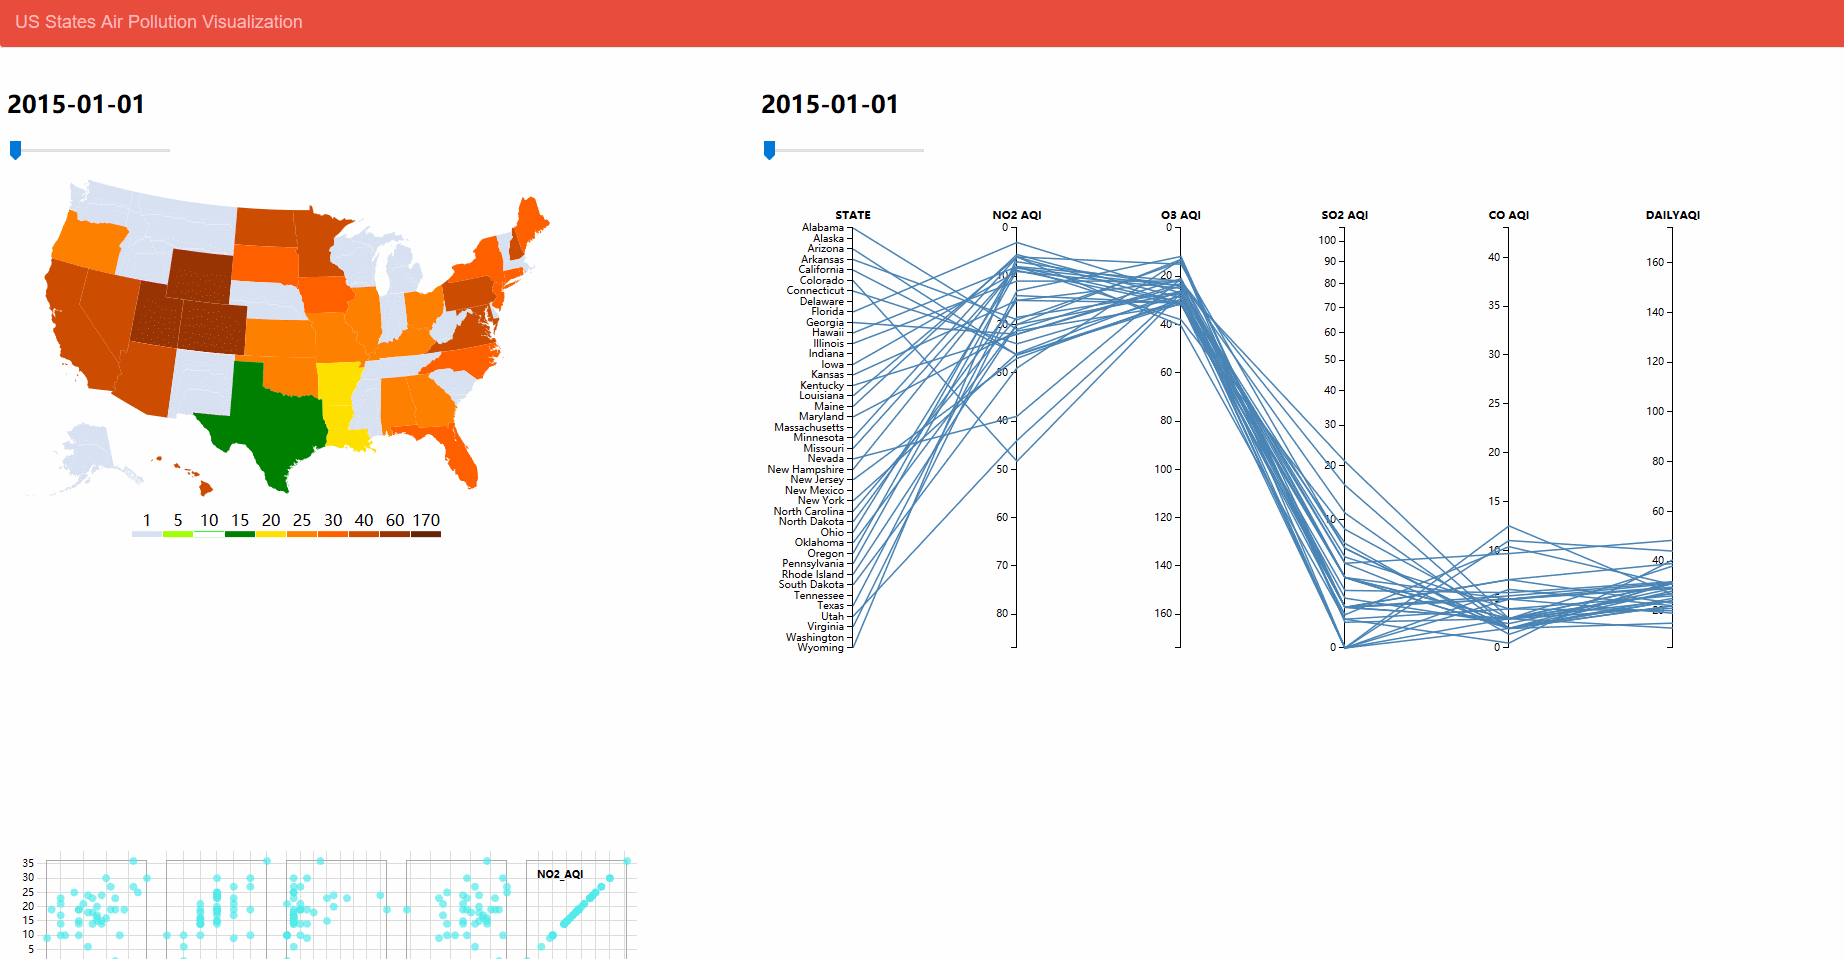 US States Air Pollution Visualization
2015-01-01
1 5 10 15 20 25 30 40 60 170
2015-01-01
STATE NO2 AQI O3 AQI SO2 AQI CO AQI DAILYAQI
Alabama
Alaska
Arizona
Arkansas
California
Colorado
Connecticut
Delaware
Florida
Georgia
Hawaii
Illinois
Indiana
Iowa
Kansas
Kentucky
Louisiana
Maine
Maryland
Massachusetts
Minnesota
Missouri
Nevada
New Hampshire
New Jersey
New Mexico
New York
North Carolina
North Dakota
Ohio
Oklahoma
Oregon
Pennsylvania
Rhode Island
South Dakota
Tennessee
Texas
Utah
Virginia
Washington
Wyoming
0
10
20
30
40
50
60
70
80
0
20
40
60
80
100
120
140
160
100
90
80
70
60
50
40
30
20
10
0
40
35
30
25
20
15
10
5
0
160
140
120
100
80
60
40
20
35
30
25
20
15
10
5
NO2_AQI